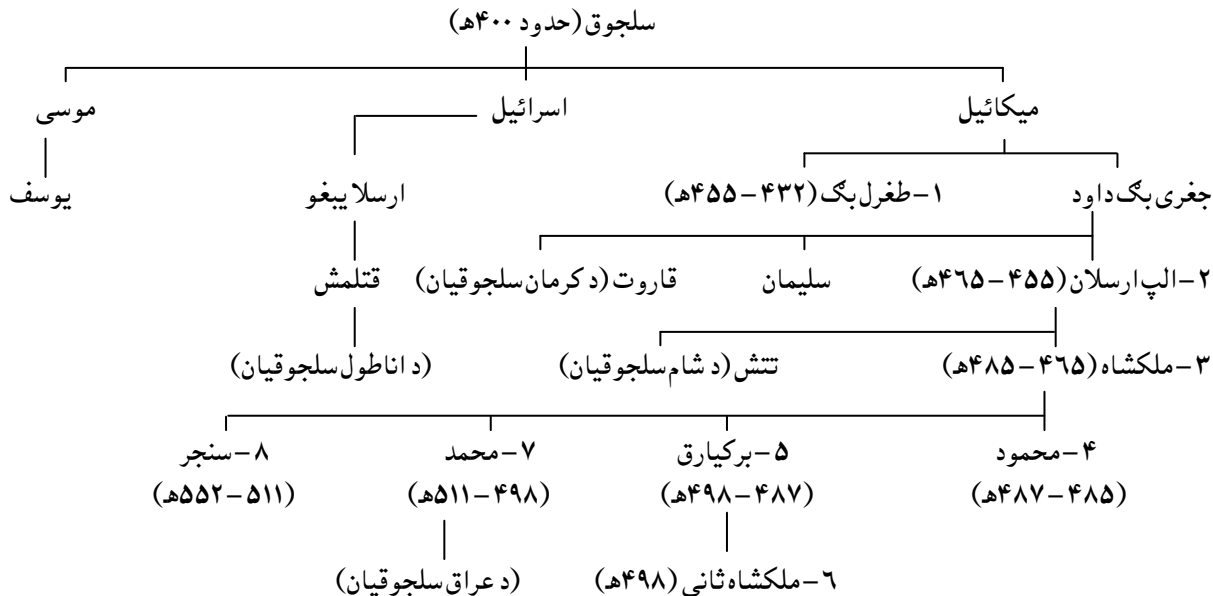 سلجوق (حدود ۴۰۰هـ)
میکائیل اسرائیل موسی
جغری بګ داود ۱-طغرل بګ (۴۳۲-۴۵۵هـ) ارسلا یبغو یوسف
۲-الپ ارسلان (۴۵۵-۴۶۵هـ) سلیمان قاروت (د کرمان سلجوقیان) قتلمش
۳-ملکشاه (۴۶۵-۴۸۵هـ) تتش (د شام سلجوقیان) (د اناطول سلجوقیان)
۴-محمود ۵-برکیارق ۷-محمد ۸-سنجر
(۴۸۵-۴۸۷هـ) (۴۸۷-۴۹۸هـ) (۴۹۸-۵۱۱هـ) (۵۱۱-۵۵۲هـ)
۶-ملکشاه ثانی (۴۹۸هـ) (د عراق سلجوقیان)